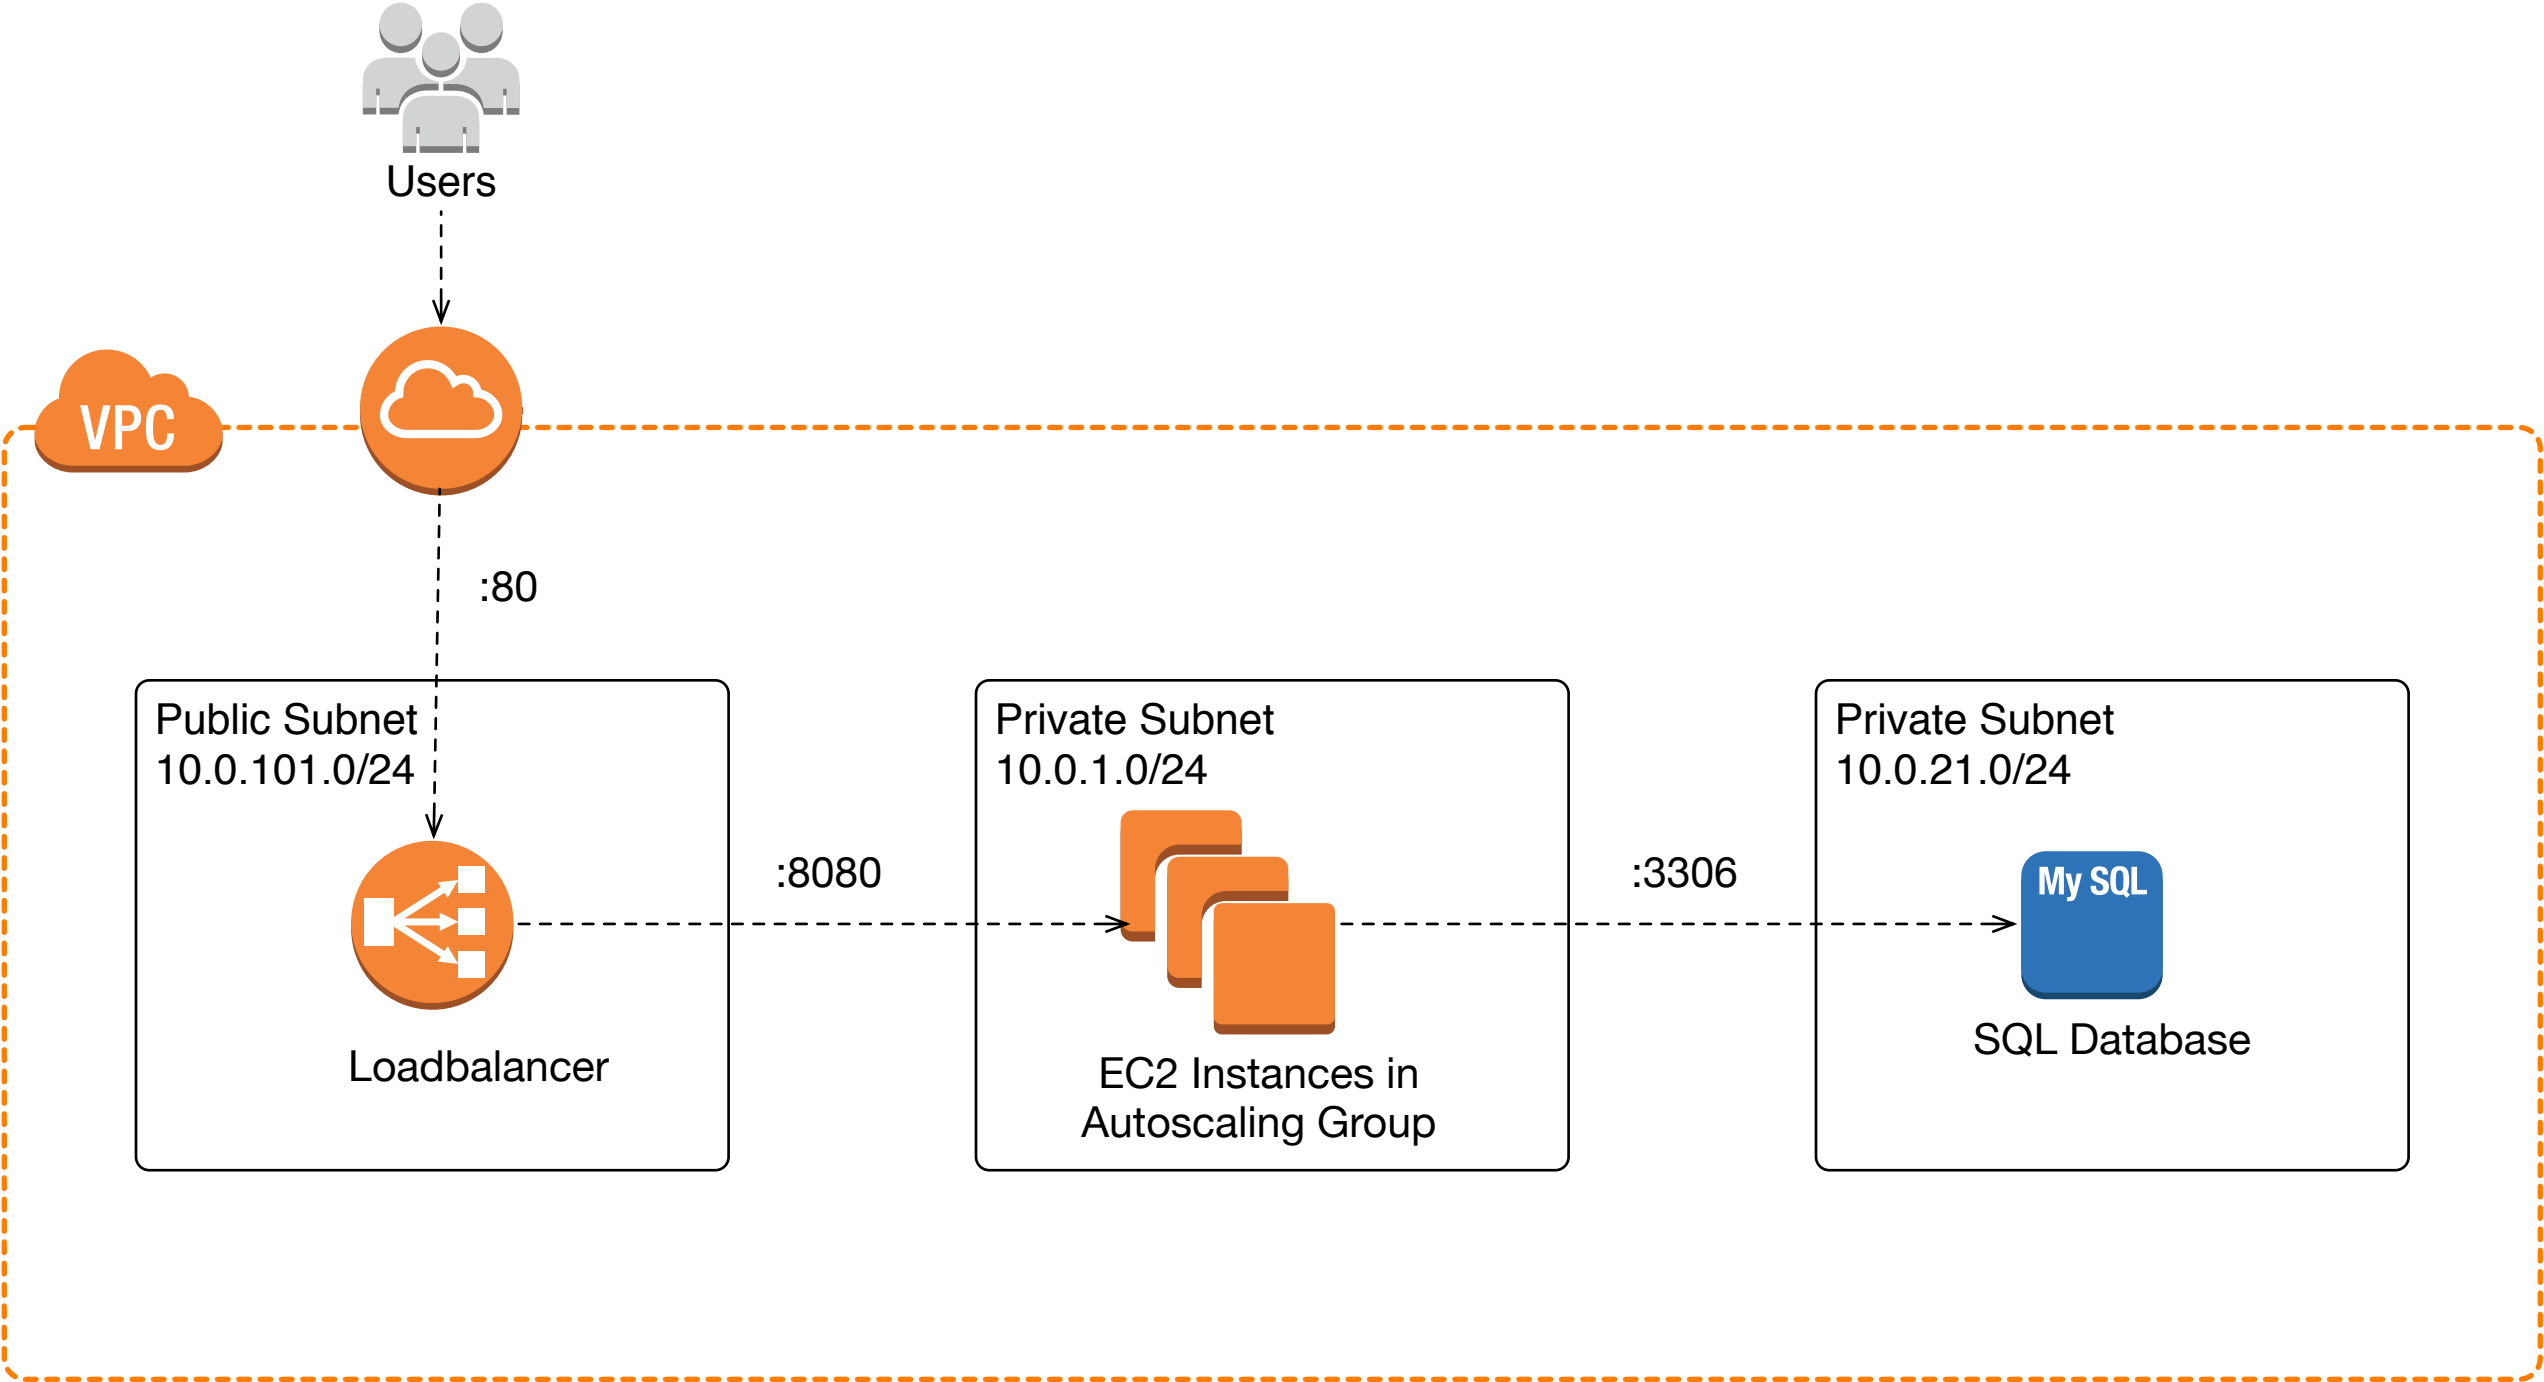 Users
VPC
:80
Public Subnet
10.0.101.0/24
Loadbalancer
:8080
Private Subnet
10.0.1.0/24
EC2 Instances in
Autoscaling Group
:3306
Private Subnet
10.0.21.0/24
My SQL
SQL Database